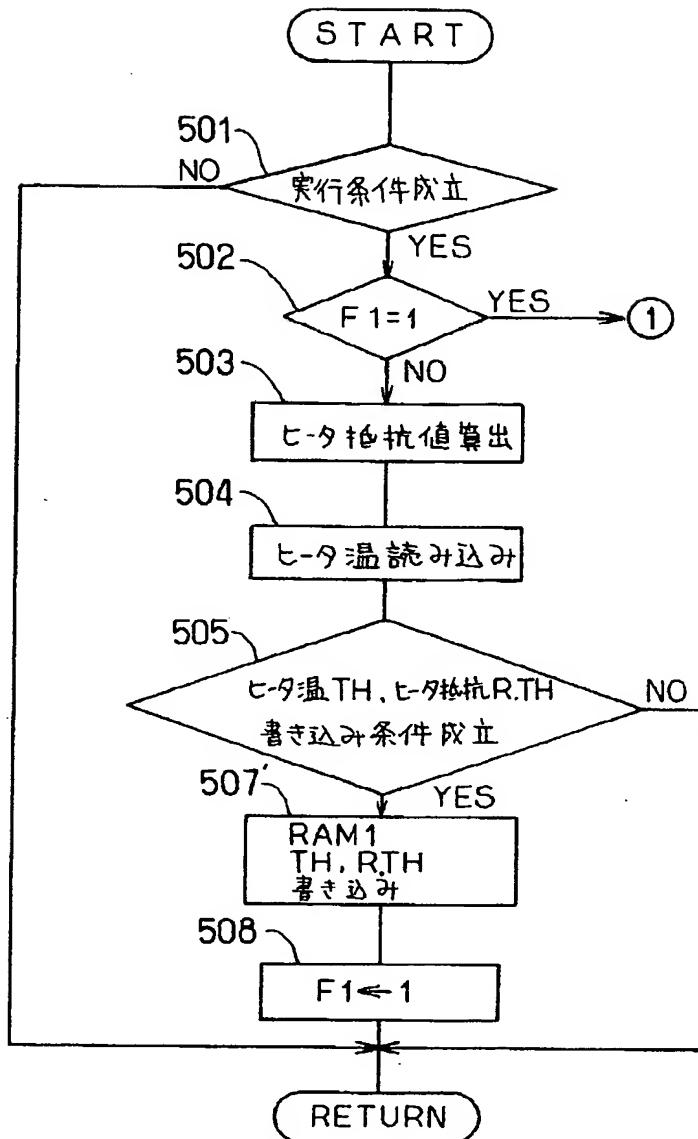 START
501
NO
実行条件成立
YES
502
F1=1
YES
1
NO
503
ヒータ抵抗値算出
504
ヒータ温読み込み
505
ヒータ温TH、ヒータ抵抗R.TH
書き込み条件成立
NO
YES
507'
RAM1
TH, R.TH
書き込み
508
F1←1
RETURN